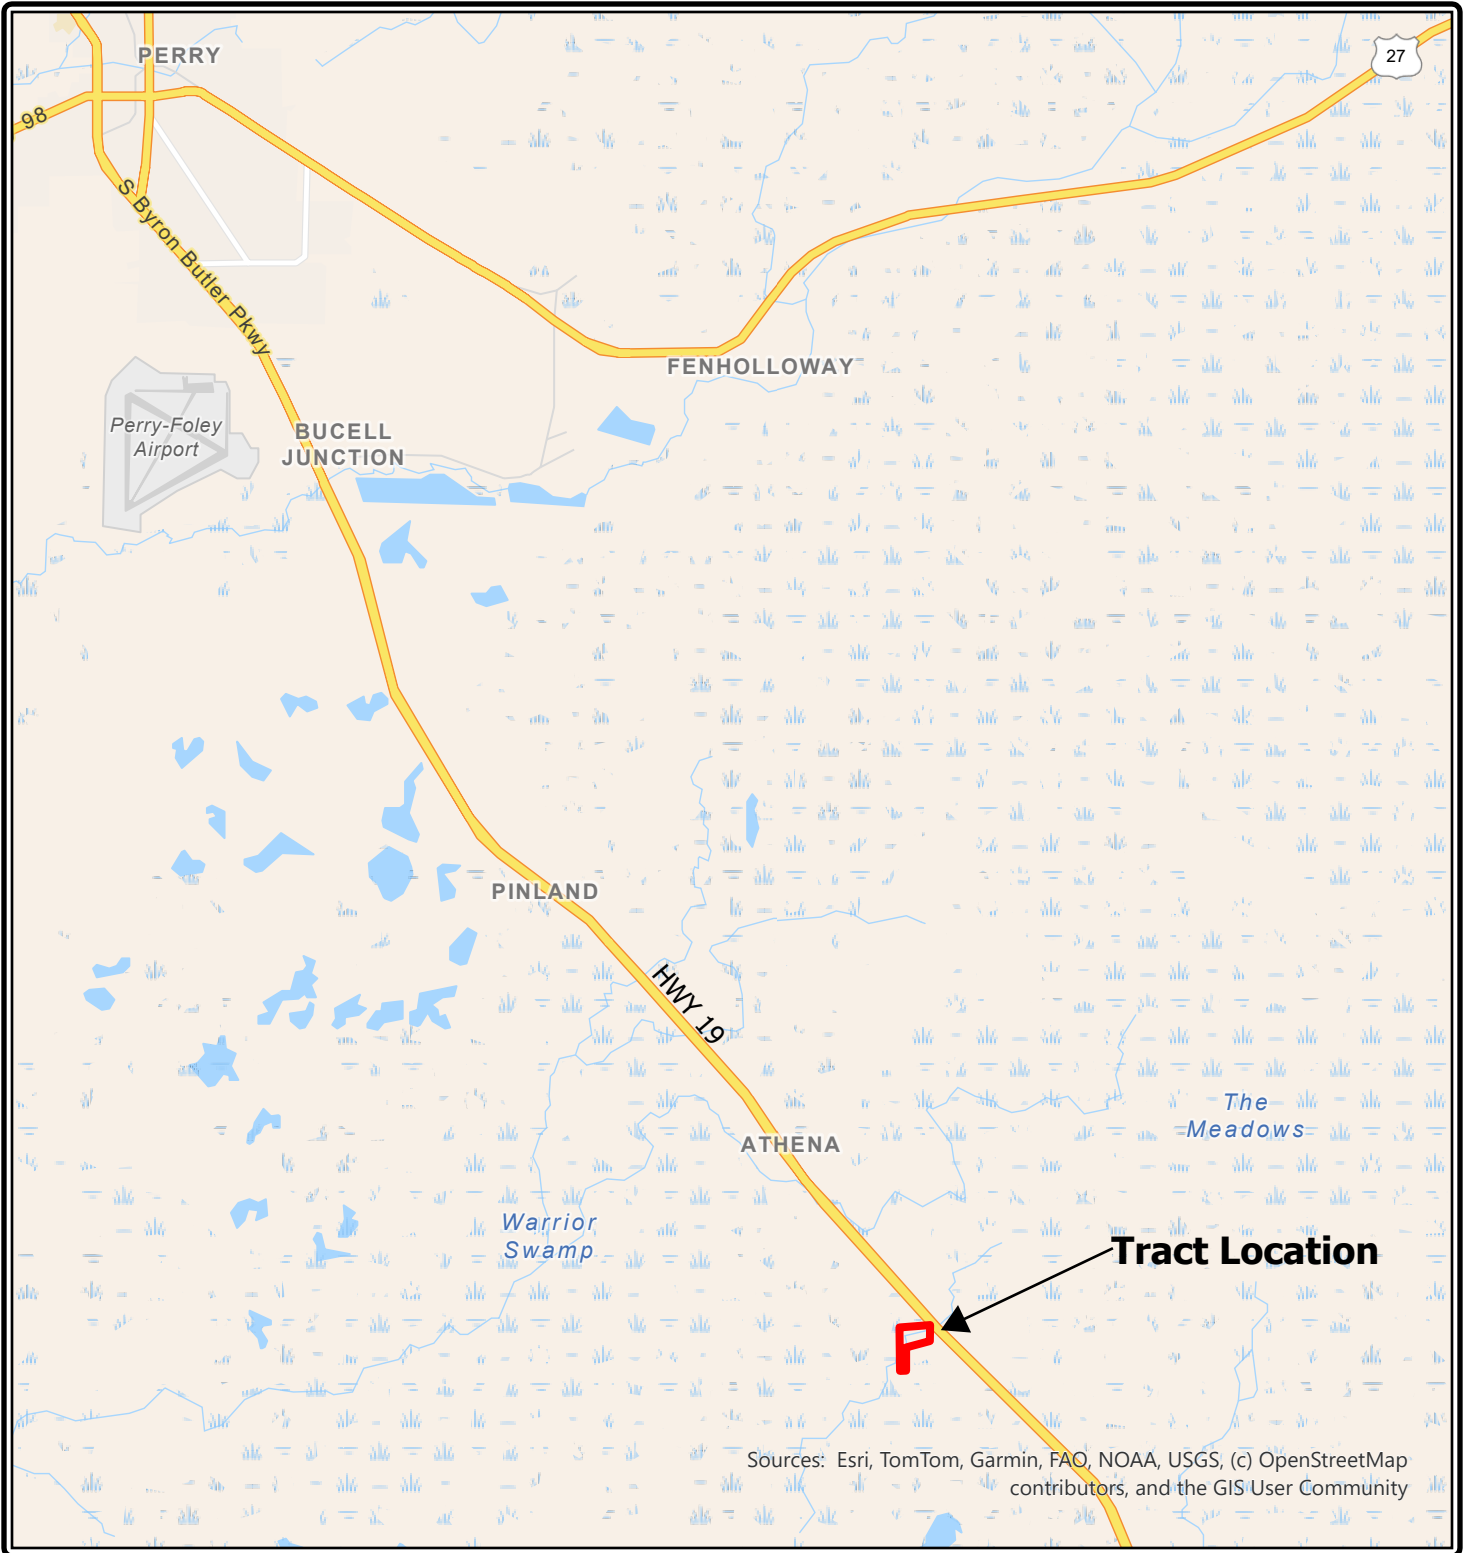 PERRY
27
98
S Byron Butler Pkwy
FENHOLLOWAY
Perry-Foley
Airport
BUCELL
JUNCTION
PINLAND
HWY 19
The
Meadows
ATHENA
Warrior
Swamp
Tract Location
Sources: Esri, TomTom, Garmin, FAO, NOAA, USGS, (c) OpenStreetMap
contributors, and the GIS User Community